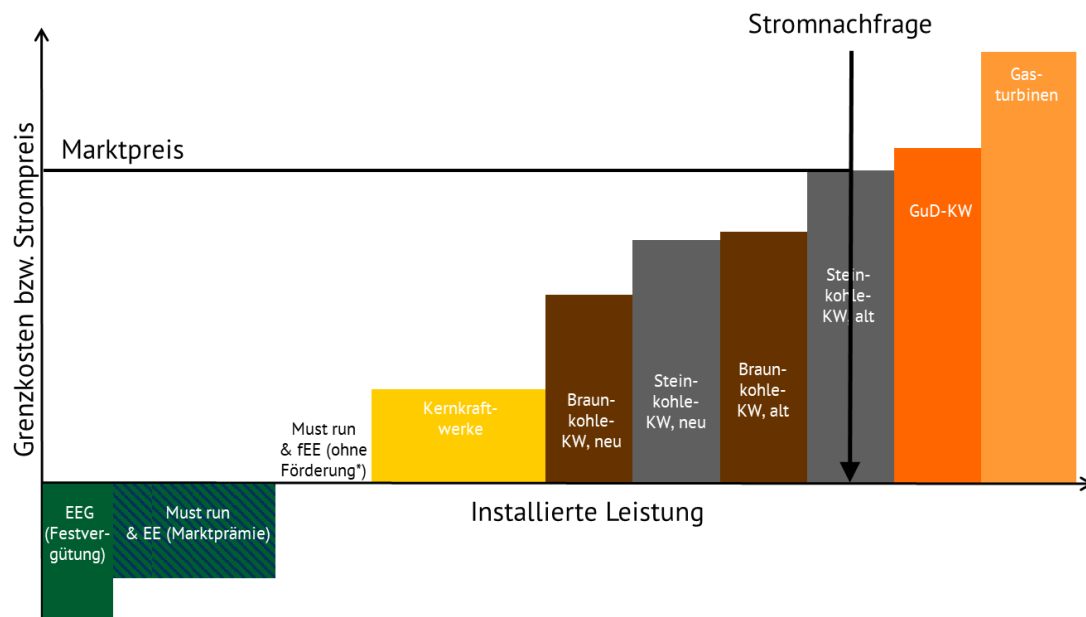 Stromnachfrage
Gas-
turbinen
Marktpreis
Grenzkosten bzw. Strompreis
GuD-KW
Stein-
kohle-
KW, alt
Braun-
kohle-
KW, alt
Stein-
kohle-
KW, neu
Braun-
kohle-
KW, neu
Kernkraft-
werke
Must run
& fEE (ohne
Förderung*)
EEG
(Festver-
gütung)
Must run
& EE (Marktprämie)
Installierte Leistung